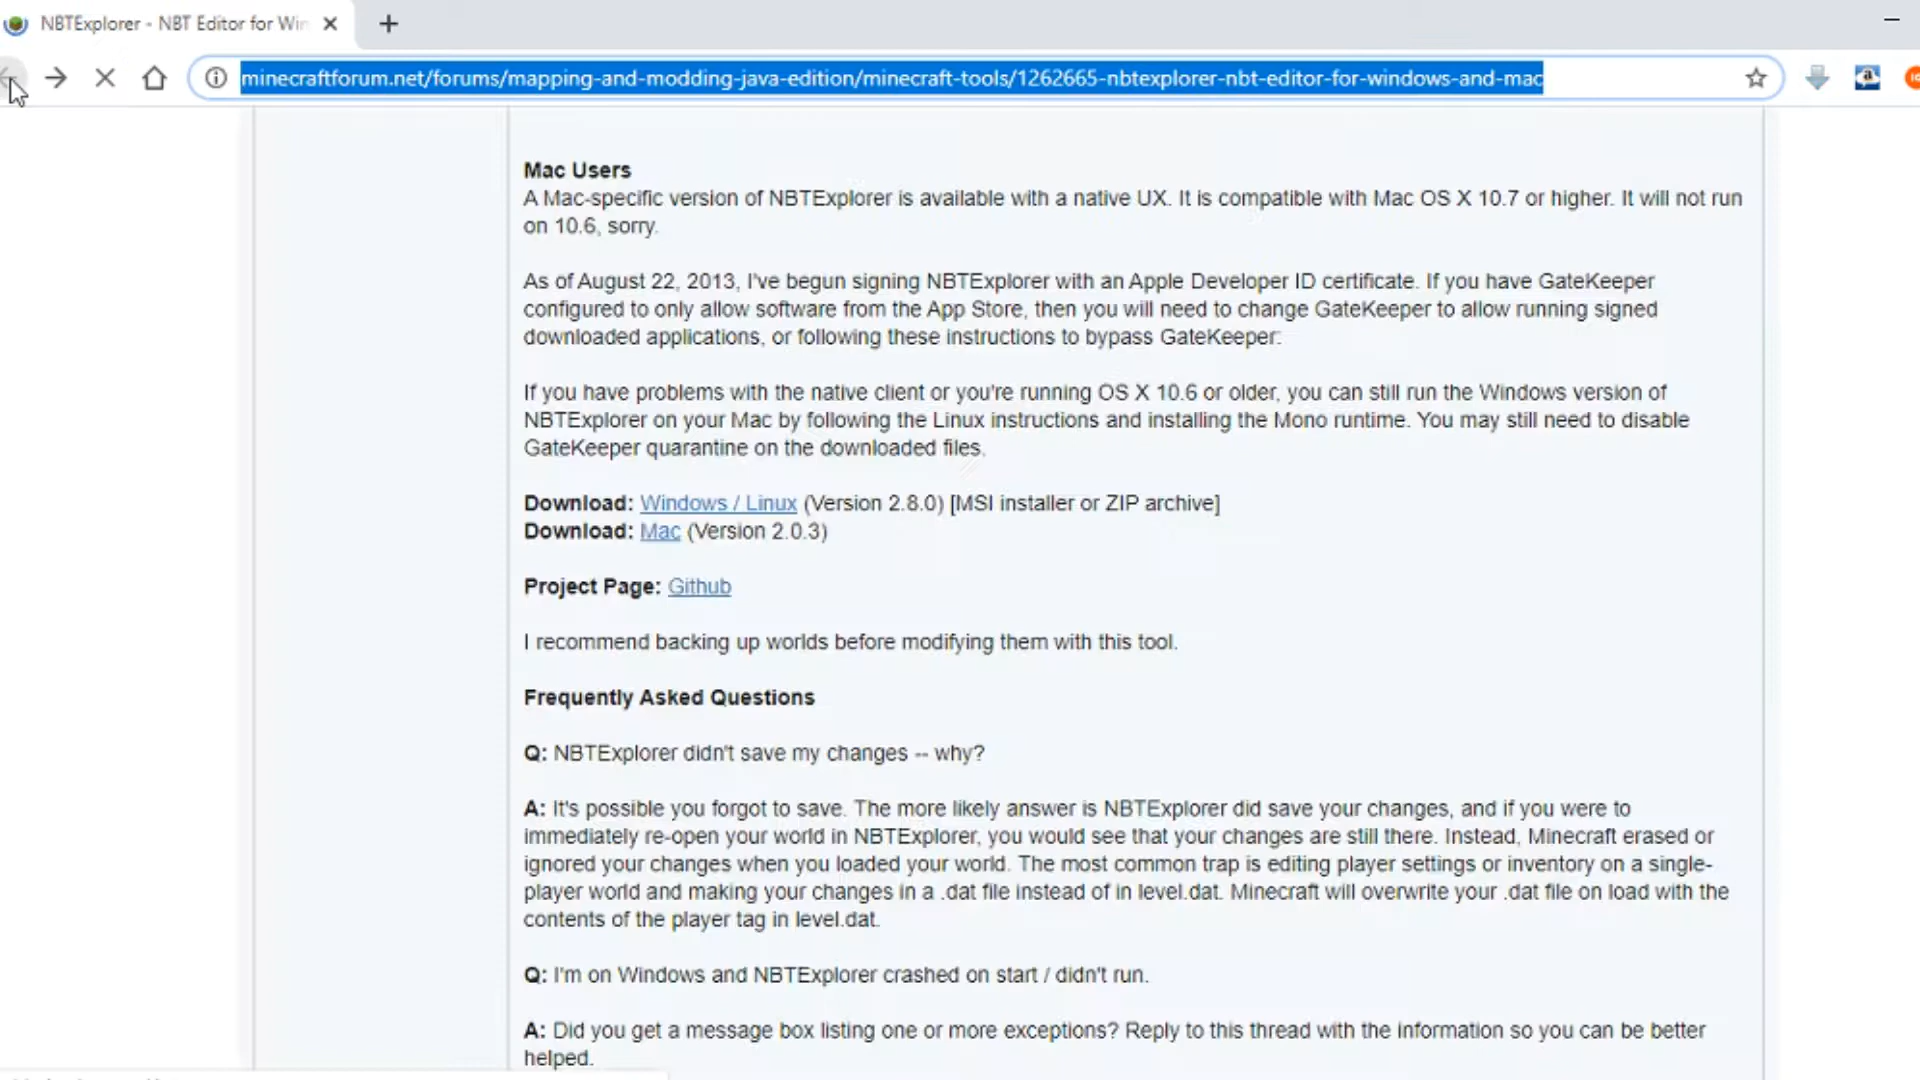 NBTExplorer - NBT Editor for Win
minecraftforum.net/forums/mapping-and-modding-java-edition/minecraft-tools/1262665-nbtexplorer-nbt-editor-for-windows-and-mac
Mac Users
A Mac-specific version of NBTExplorer is available with a native UX. It is compatible with Mac OS X 10.7 or higher. It will not run
on 10.6, sorry.
As of August 22, 2013, I've begun signing NBTExplorer with an Apple Developer ID certificate. If you have GateKeeper
configured to only allow software from the App Store, then you will need to change GateKeeper to allow running signed
downloaded applications, or following these instructions to bypass GateKeeper:
If you have problems with the native client or you're running OS X 10.6 or older, you can still run the Windows version of
NBTExplorer on your Mac by following the Linux instructions and installing the Mono runtime. You may still need to disable
GateKeeper quarantine on the downloaded files.
Download: Windows / Linux (Version 2.8.0) [MSI installer or ZIP archive]
Download: Mac (Version 2.0.3)
Project Page: Github
I recommend backing up worlds before modifying them with this tool.
Frequently Asked Questions
Q: NBTExplorer didn't save my changes -- why?
A: It's possible you forgot to save. The more likely answer is NBTExplorer did save your changes, and if you were to
immediately re-open your world in NBTExplorer, you would see that your changes are still there. Instead, Minecraft erased or
ignored your changes when you loaded your world. The most common trap is editing player settings or inventory on a single-
player world and making your changes in a .dat file instead of in level.dat. Minecraft will overwrite your .dat file on load with the
contents of the player tag in level.dat.
Q: I'm on Windows and NBTExplorer crashed on start / didn't run.
A: Did you get a message box listing one or more exceptions? Reply to this thread with the information so you can be better
helped.